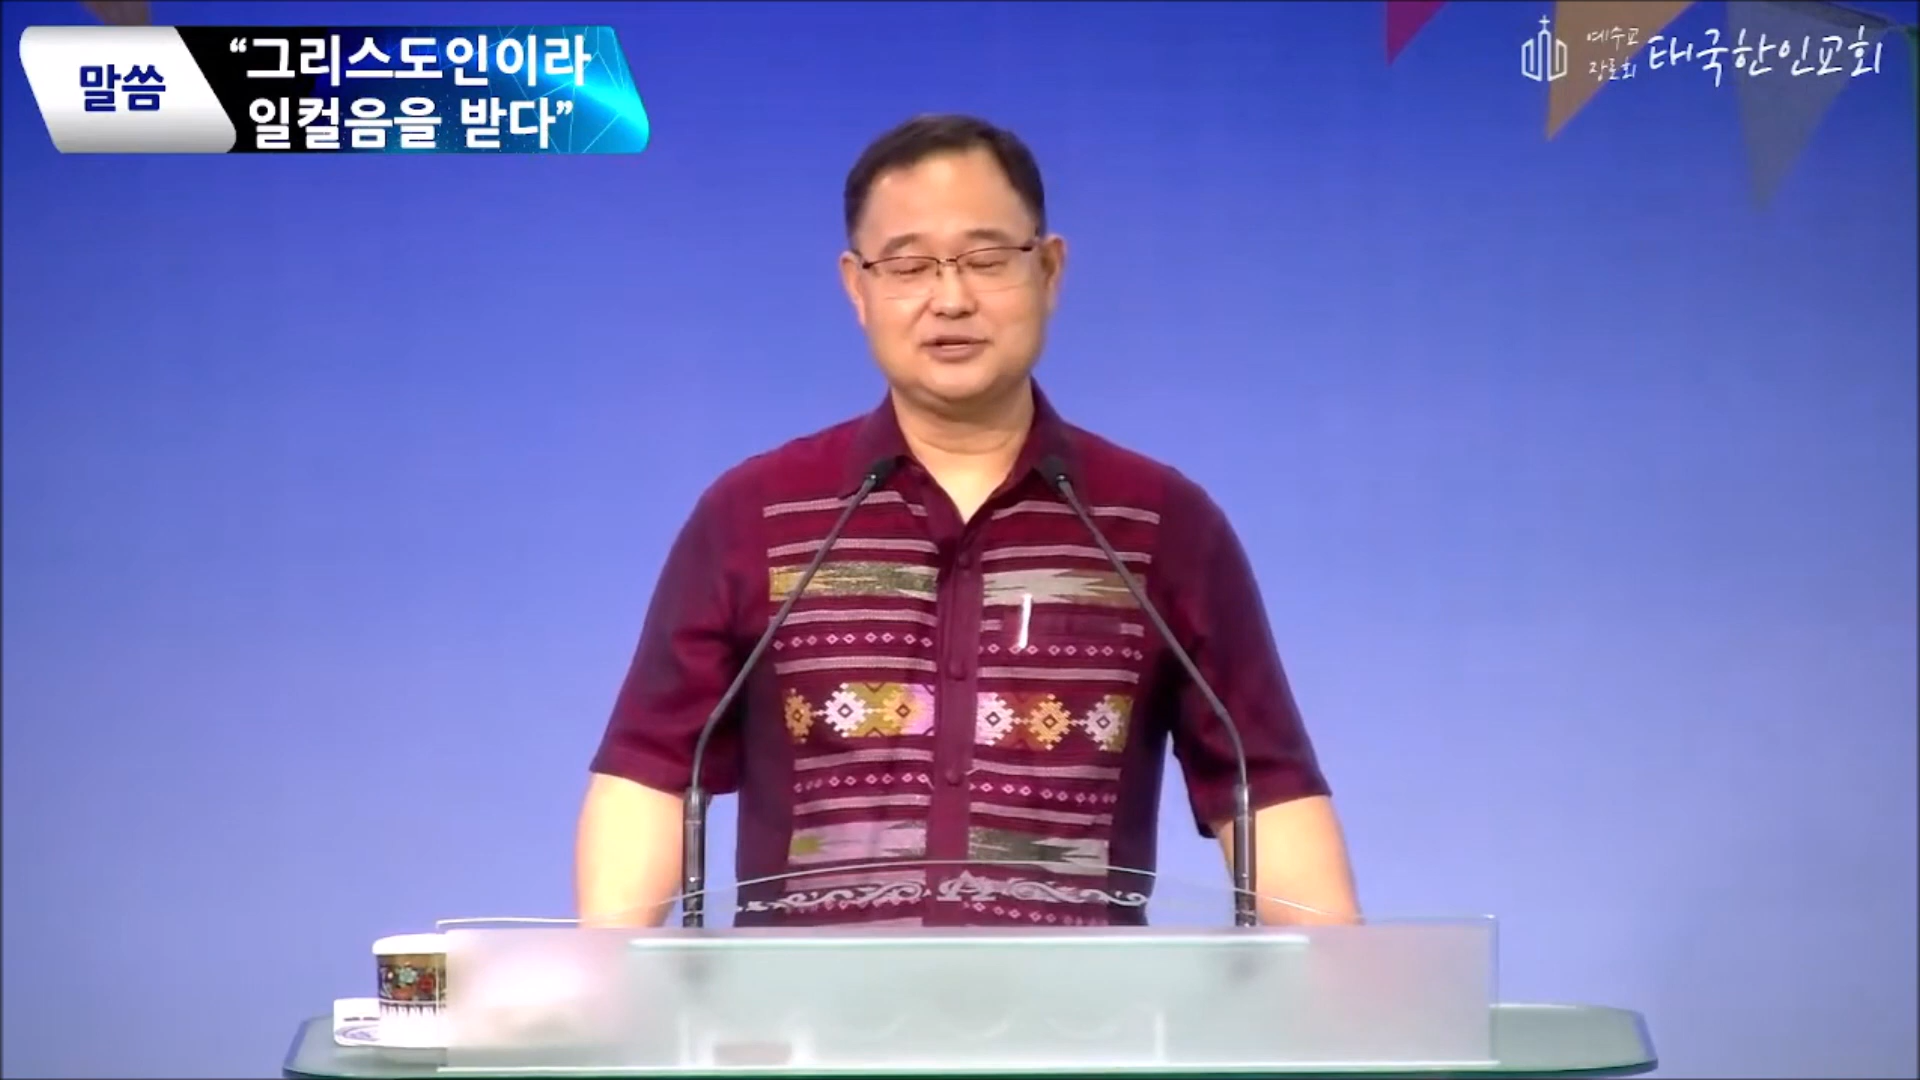 말씀
“그리스도인이라
일컬음을 받다”
예수교
장로회
태국한인교회